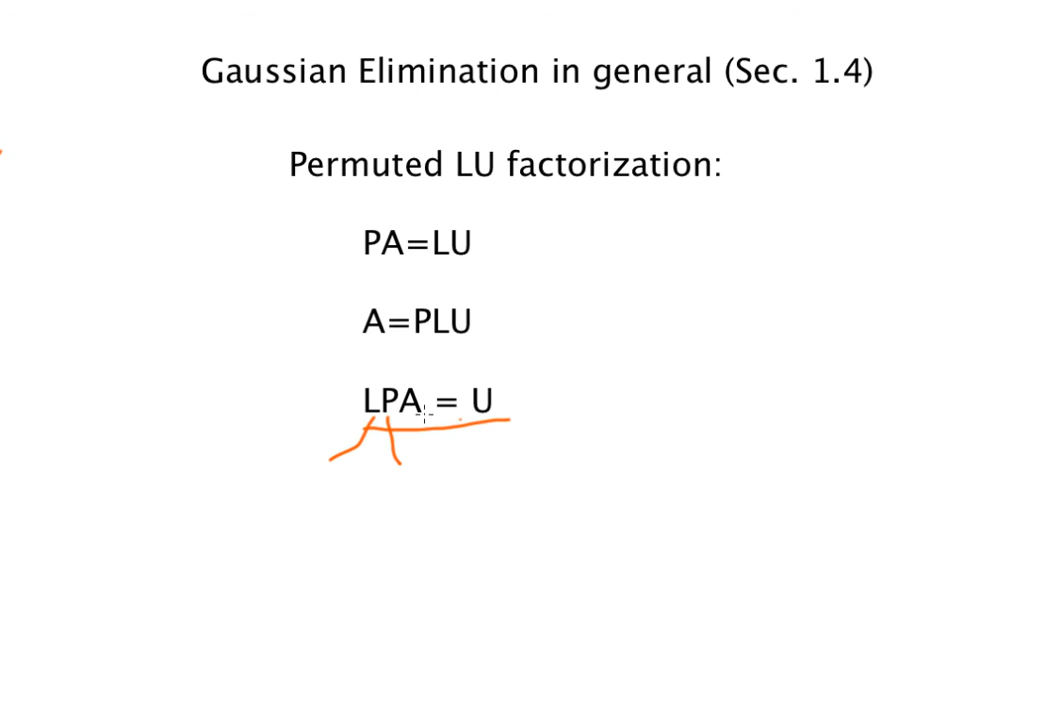 Gaussian Elimination in general (Sec. 1.4)
Permuted LU factorization:
PA=LU
A=PLU
LPA = U